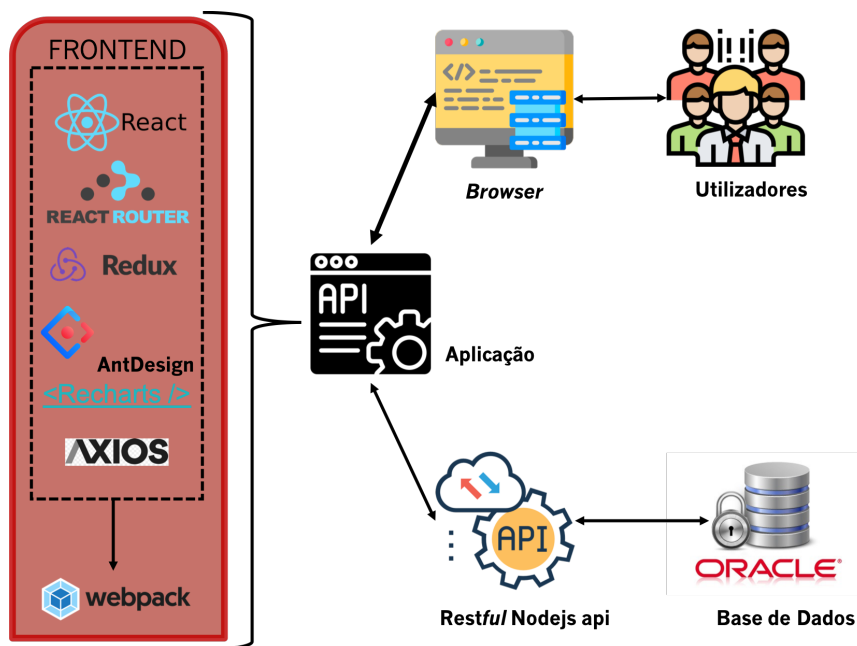 FRONTEND
React
REACT ROUTER
Redux
AntDesign
<Recharts />
AXIOS
webpack
</>
Browser
Utilizadores
API
Aplicação
API
Restful Nodejs api
ORACLE®
Base de Dados